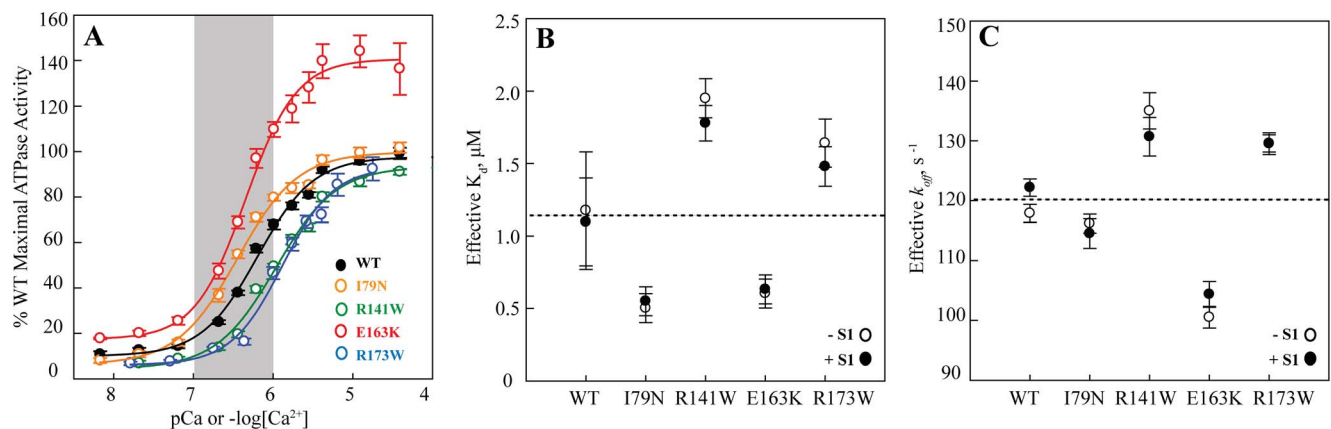 A
% WT Maximal ATPase Activity
160
140
120
100
80
60
40
20
0
8
7
6
5
4
pCa or -log[Ca²⁺]
WT
I79N
R141W
E163K
R173W
B
Effective K_d, μM
2.5
2.0
1.5
1.0
0.5
0
WT
I79N
R141W
E163K
R173W
- S1
+ S1
C
Effective k_off, s⁻¹
150
140
130
120
110
100
90
WT
I79N
R141W
E163K
R173W
- S1
+ S1